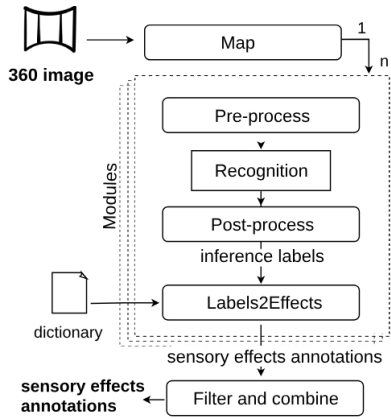 360 image
Map
1
n
Modules
Pre-process
Recognition
Post-process
inference labels
Labels2Effects
dictionary
sensory effects annotations
sensory effects
annotations
Filter and combine